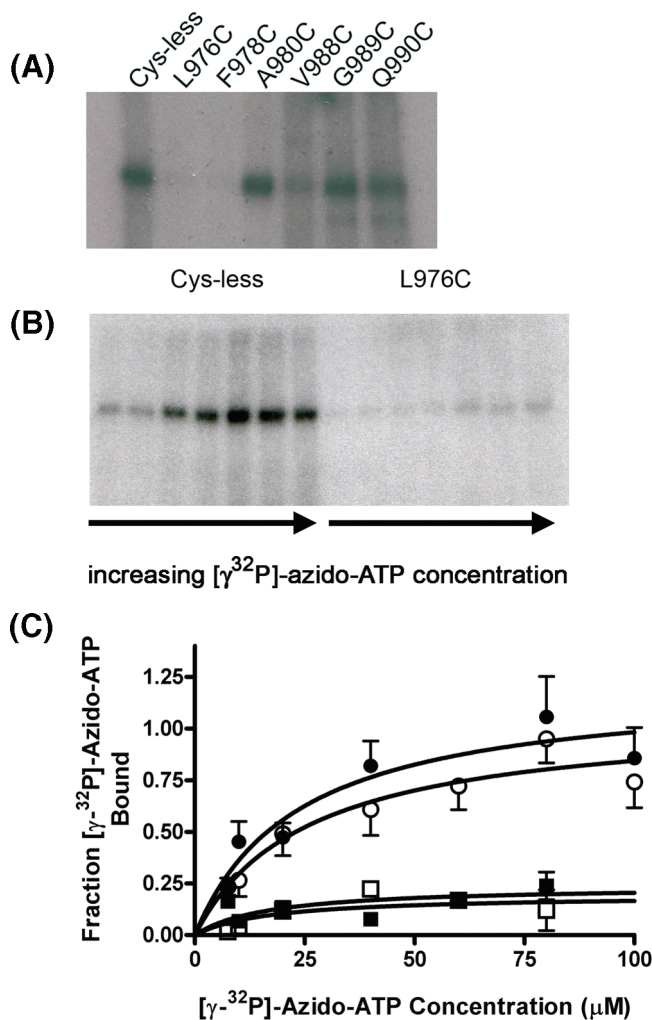 (A)
Cys-less L976C F978C A980C V988C G989C Q990C
Cys-less L976C
(B)
increasing [γ³²P]-azido-ATP concentration
(C)
Fraction [γ-³²P]-Azido-ATP
Bound
1.25
1.00
0.75
0.50
0.25
0.00
0 25 50 75 100
[γ-³²P]-Azido-ATP Concentration (μM)